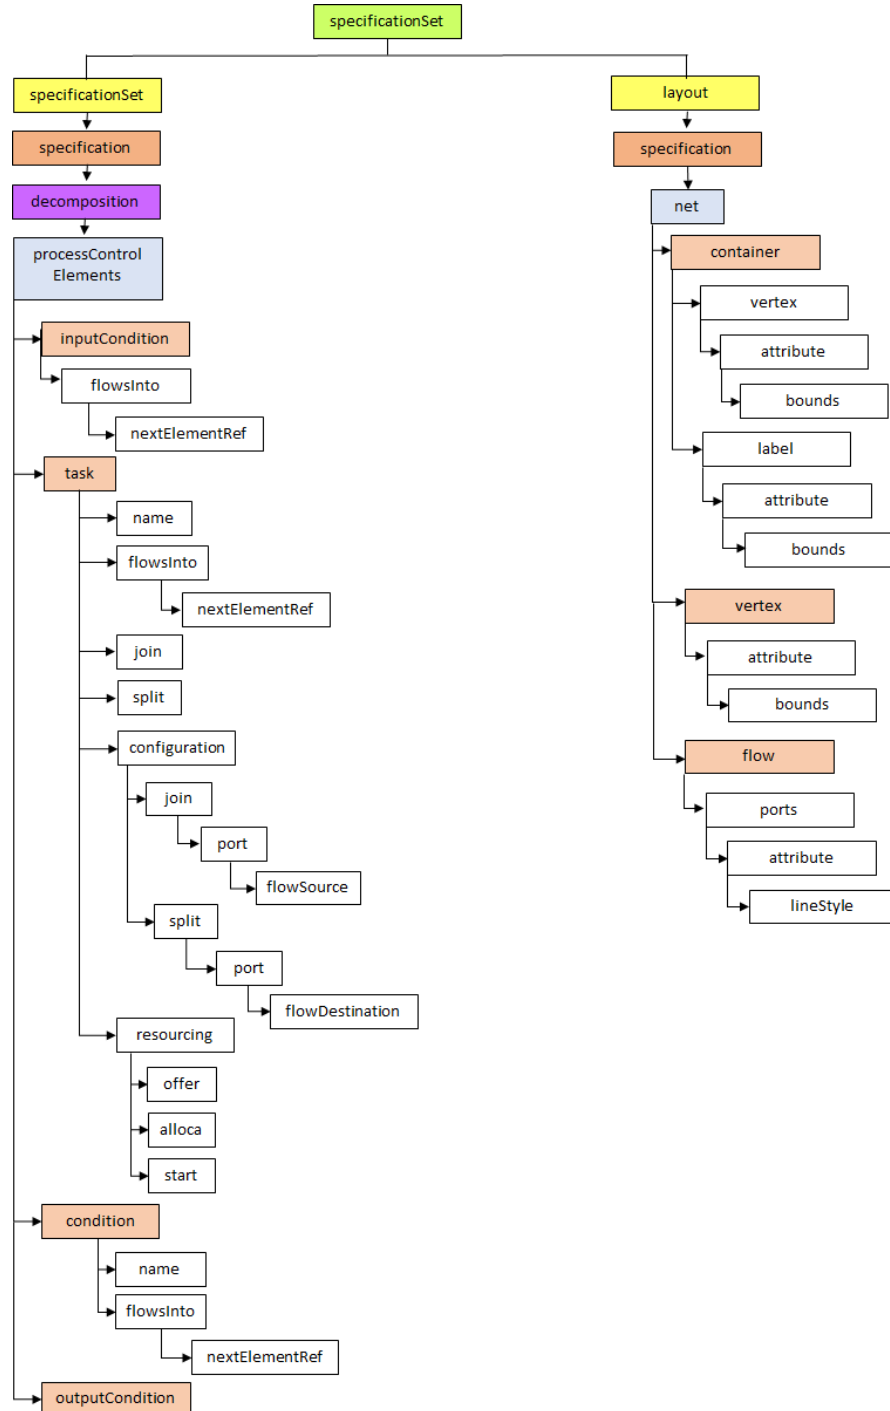 specificationSet
specificationSet
specification
decomposition
processControl
Elements
inputCondition
flowsInto
nextElementRef
task
name
flowsInto
nextElementRef
join
split
configuration
join
port
flowSource
split
port
flowDestination
resourcing
offer
alloca
start
condition
name
flowsInto
nextElementRef
outputCondition
layout
specification
net
container
vertex
attribute
bounds
label
attribute
bounds
vertex
attribute
bounds
flow
ports
attribute
lineStyle